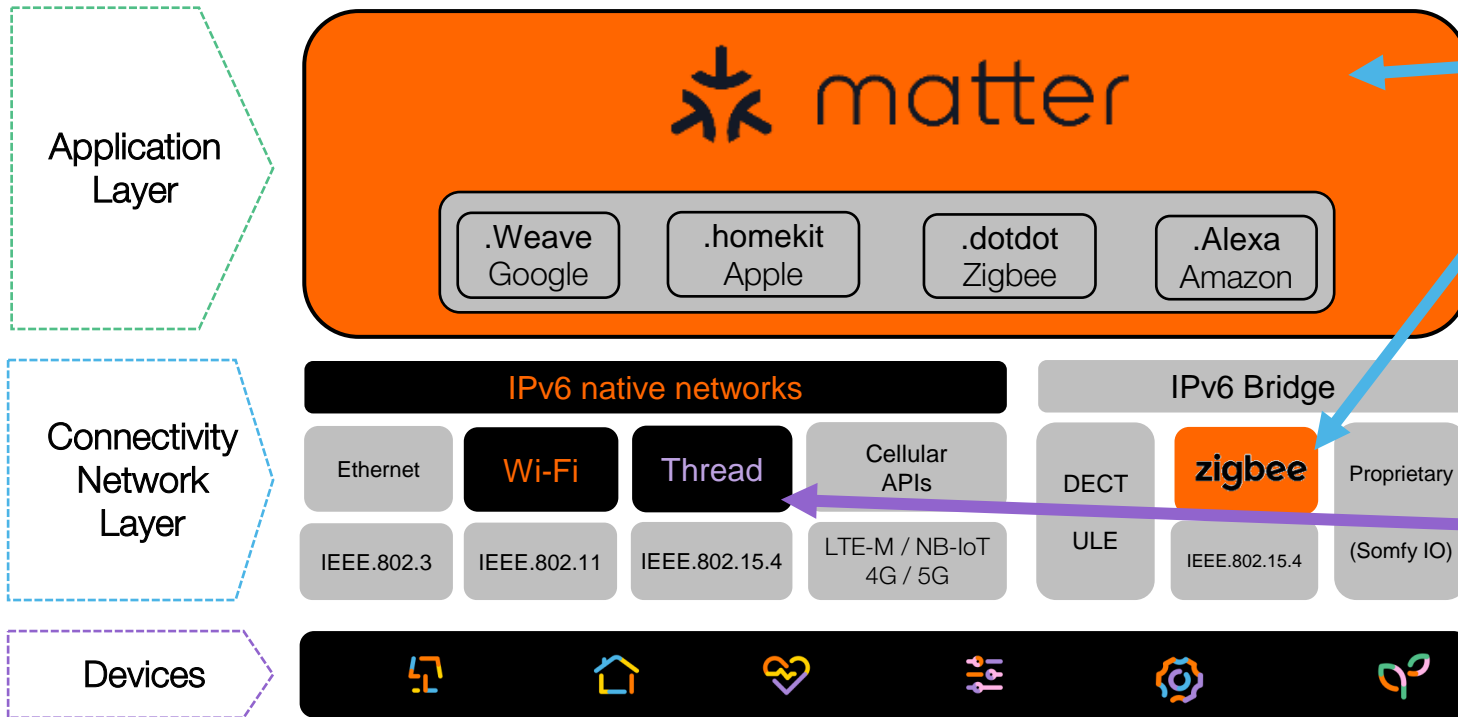 Application
Layer
matter
.Weave
Google
.homekit
Apple
.dotdot
Zigbee
.Alexa
Amazon
Connectivity
Network
Layer
IPv6 native networks
IPv6 Bridge
Ethernet
Wi-Fi
Thread
Cellular
APIs
DECT
ULE
zigbee
Proprietary
(Somfy IO)
IEEE.802.3
IEEE.802.11
IEEE.802.15.4
LTE-M / NB-IoT
4G / 5G
IEEE.802.15.4
Devices